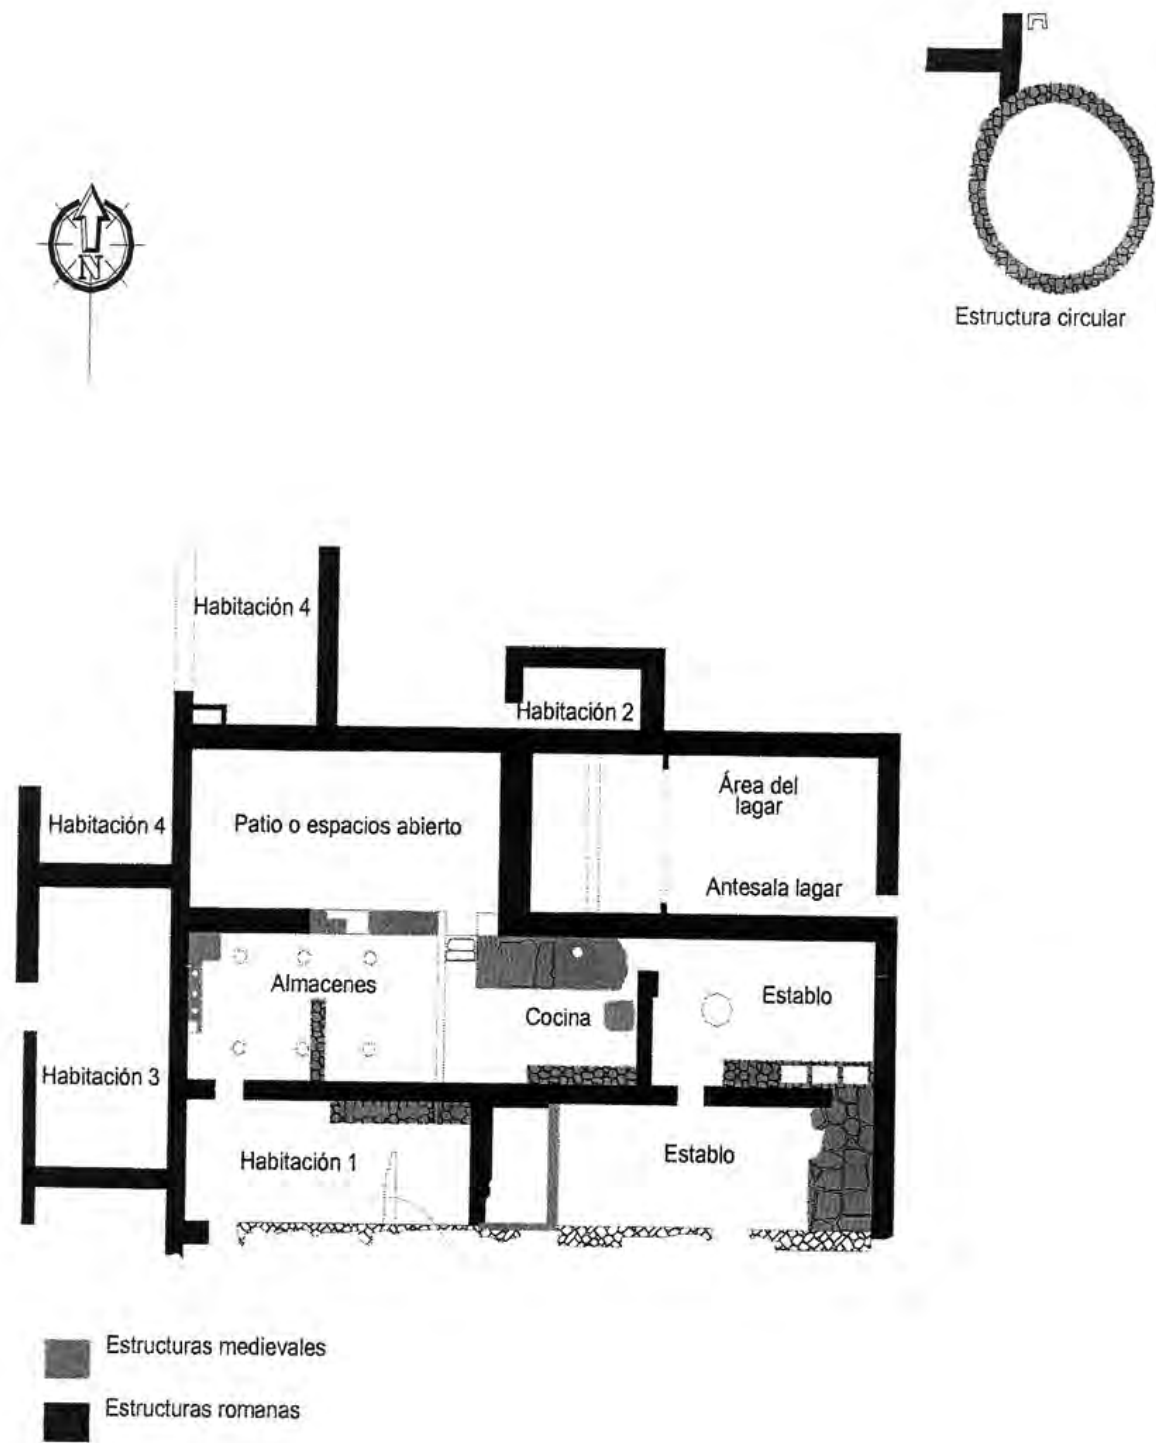 Estructura circular
N
Habitación 4
Habitación 2
Área del
lagar
Habitación 4
Patio o espacios abierto
Antesala lagar
Almacenes
Establo
Cocina
Habitación 3
Habitación 1
Establo
Estructuras medievales
Estructuras romanas